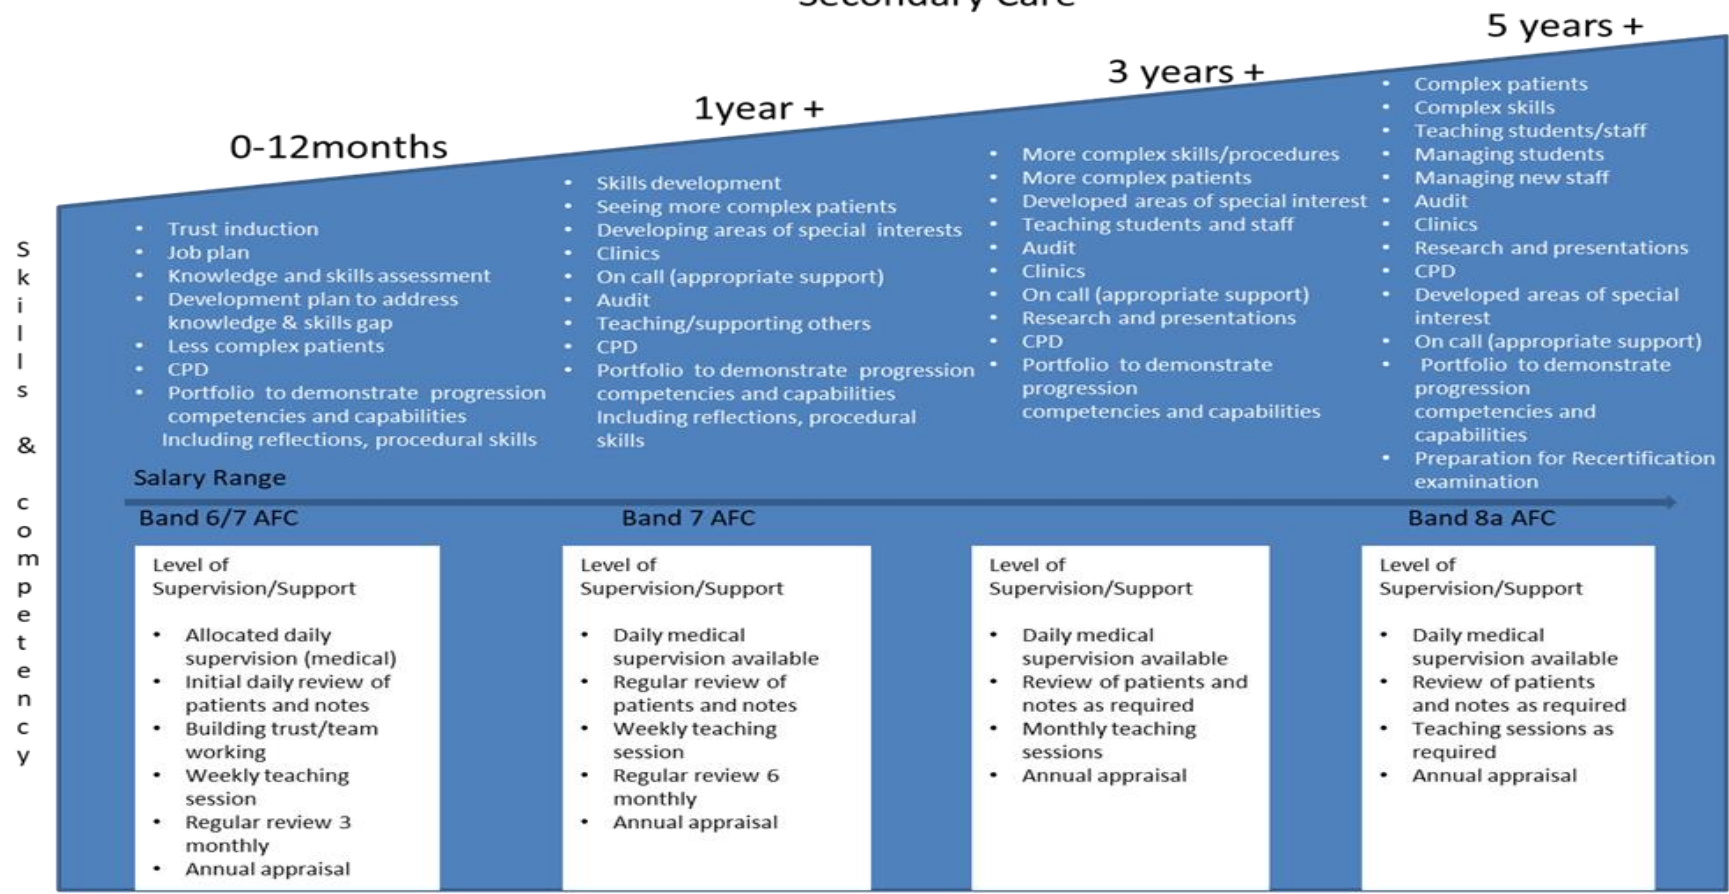 Secondary Care
0-12months
1year +
3 years +
5 years +
Skills & competency
• Trust induction
• Job plan
• Knowledge and skills assessment
• Development plan to address
knowledge & skills gap
• Less complex patients
• CPD
• Portfolio to demonstrate progression
competencies and capabilities
Including reflections, procedural skills
• Skills development
• Seeing more complex patients
• Developing areas of special interests
• Clinics
• On call (appropriate support)
• Audit
• Teaching/supporting others
• CPD
• Portfolio to demonstrate progression
competencies and capabilities
Including reflections, procedural
skills
• More complex skills/procedures
• More complex patients
• Developed areas of special interest
• Teaching students and staff
• Audit
• Clinics
• On call (appropriate support)
• Research and presentations
• CPD
• Portfolio to demonstrate
progression
competencies and capabilities
• Complex patients
• Complex skills
• Teaching students/staff
• Managing students
• Managing new staff
• Audit
• Clinics
• Research and presentations
• CPD
• Developed areas of special
interest
• On call (appropriate support)
• Portfolio to demonstrate
progression
competencies and
capabilities
• Preparation for Recertification
examination
Salary Range
Band 6/7 AFC
Band 7 AFC
Band 8a AFC
Level of
Supervision/Support
• Allocated daily
supervision (medical)
• Initial daily review of
patients and notes
• Building trust/team
working
• Weekly teaching
session
• Regular review 3
monthly
• Annual appraisal
Level of
Supervision/Support
• Daily medical
supervision available
• Regular review of
patients and notes
• Weekly teaching
session
• Regular review 6
monthly
• Annual appraisal
Level of
Supervision/Support
• Daily medical
supervision available
• Review of patients and
notes as required
• Monthly teaching
sessions
• Annual appraisal
Level of
Supervision/Support
• Daily medical
supervision available
• Review of patients
and notes as required
• Teaching sessions as
required
• Annual appraisal